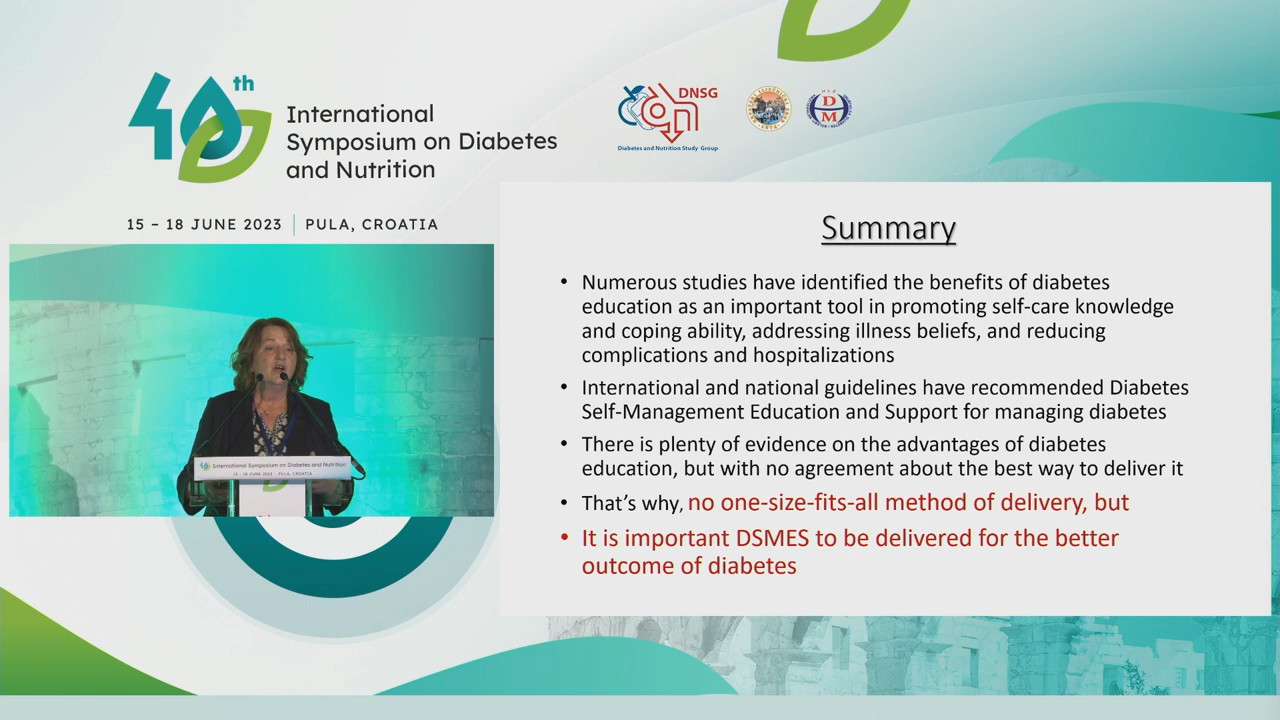 40th
International
Symposium on Diabetes
and Nutrition
15 – 18 JUNE 2023 | PULA, CROATIA
DNSG
Diabetes and Nutrition Study Group
Summary
• Numerous studies have identified the benefits of diabetes
education as an important tool in promoting self-care knowledge
and coping ability, addressing illness beliefs, and reducing
complications and hospitalizations
• International and national guidelines have recommended Diabetes
Self-Management Education and Support for managing diabetes
• There is plenty of evidence on the advantages of diabetes
education, but with no agreement about the best way to deliver it
• That's why, no one-size-fits-all method of delivery, but
• It is important DSMES to be delivered for the better
outcome of diabetes
International Symposium on Diabetes and Nutrition
15 – 18 JUNE 2023 | PULA, CROATIA